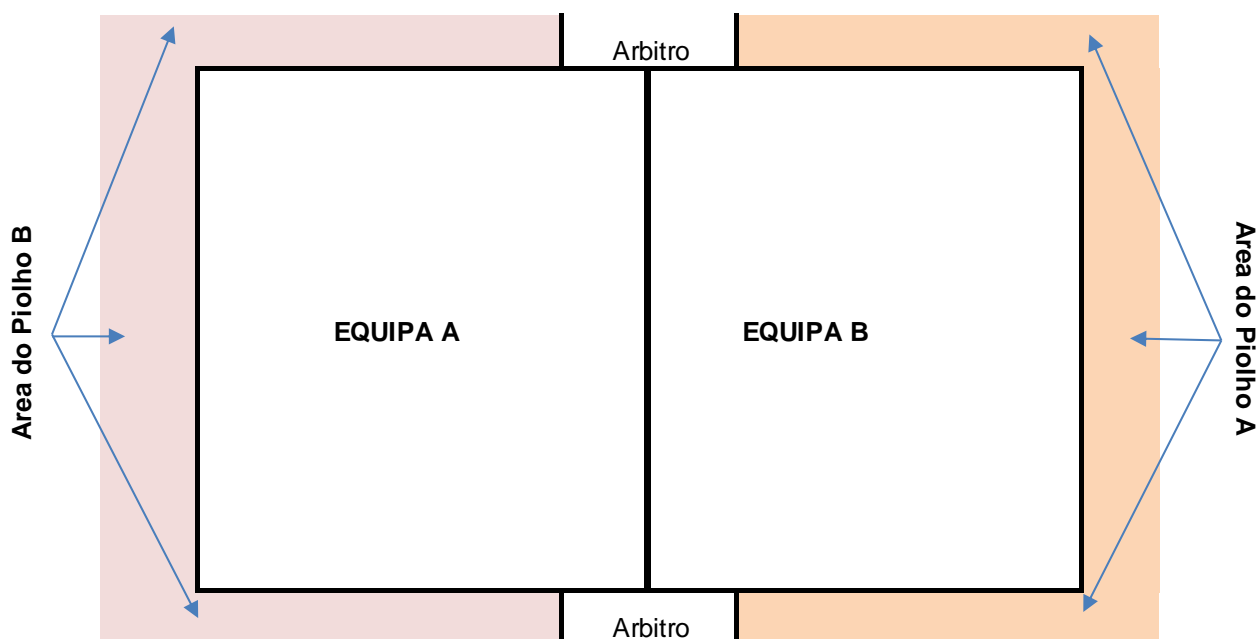 Arbitro
Area do Piolho B
EQUIPA A
EQUIPA B
Area do Piolho A
Arbitro